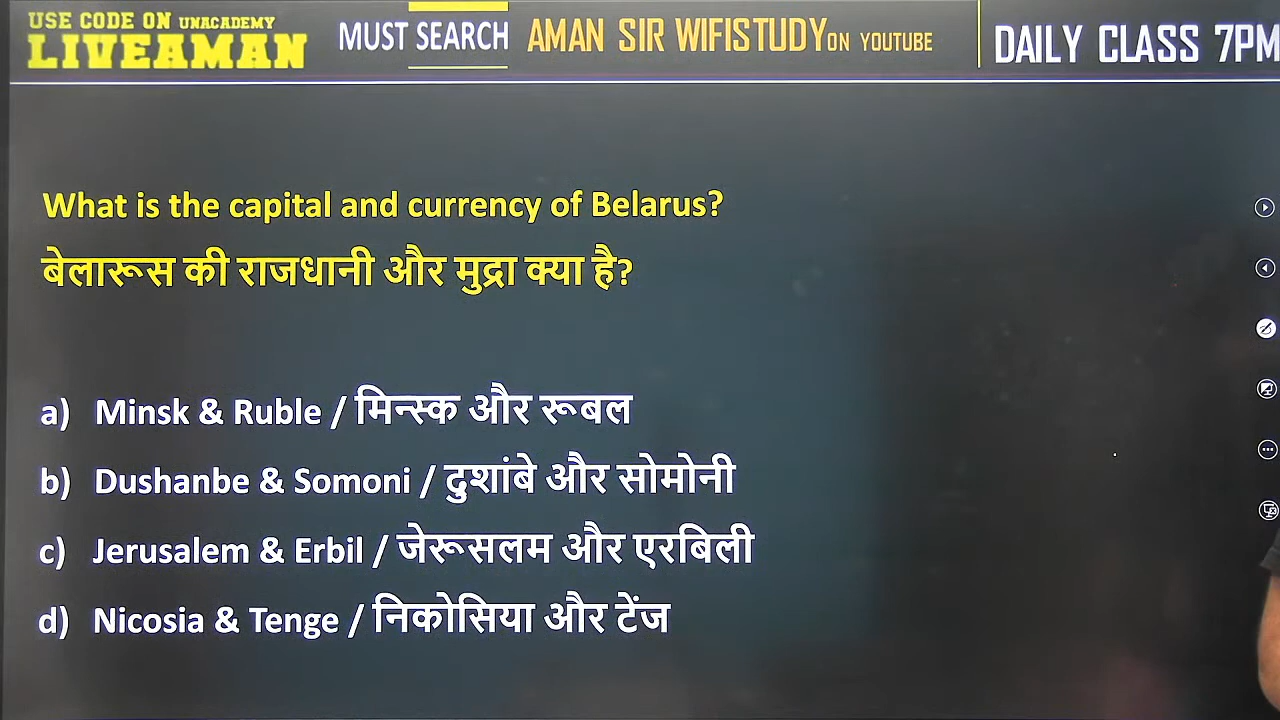 USE CODE ON UNACADEMY
LIVEAMAN
MUST SEARCH AMAN SIR WIFISTUDY ON YOUTUBE
DAILY CLASS 7PM
What is the capital and currency of Belarus?
बेलारूस की राजधानी और मुद्रा क्या है?
a) Minsk & Ruble / मिन्स्क और रूबल
b) Dushanbe & Somoni / दुशांबे और सोमोनी
c) Jerusalem & Erbil / जेरूसलम और एरबिली
d) Nicosia & Tenge / निकोसिया और टेंज